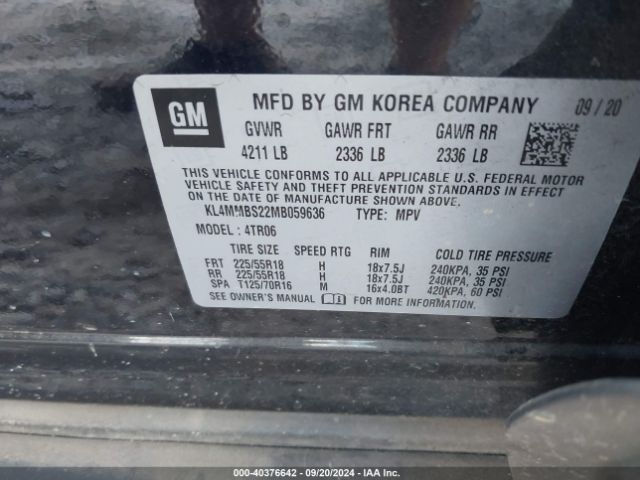 GM
MFD BY GM KOREA COMPANY 09/20
GVWR GAWR FRT GAWR RR
4211 LB 2336 LB 2336 LB
THIS VEHICLE CONFORMS TO ALL APPLICABLE U.S. FEDERAL MOTOR
VEHICLE SAFETY AND THEFT PREVENTION STANDARDS IN EFFECT
ON THE DATE OF MANUFACTURE SHOWN ABOVE.
KL4MMBS22MB059636 TYPE: MPV
MODEL: 4TR06
TIRE SIZE SPEED RTG RIM COLD TIRE PRESSURE
FRT 225/55R18 H 18x7.5J 240KPA, 35 PSI
RR 225/55R18 H 18x7.5J 240KPA, 35 PSI
SPA T125/70R16 M 16x4.0BT 420KPA, 60 PSI
SEE OWNER'S MANUAL FOR MORE INFORMATION.
000-40376642 | 09/20/2024 - IAA Inc.